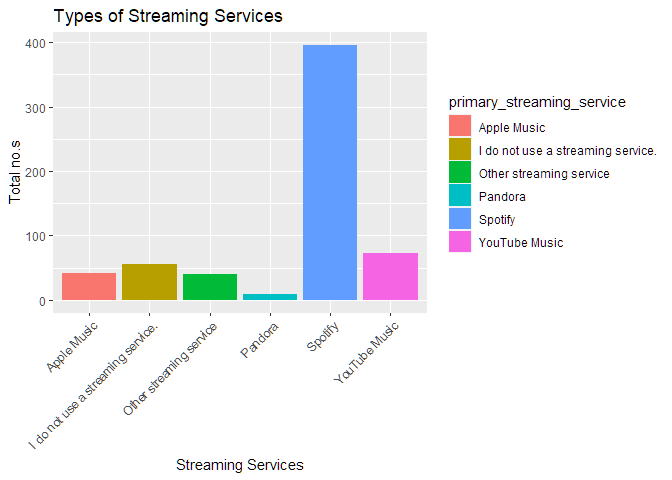 Types of Streaming Services
Total no.s
400
300
200
100
0
Apple Music
I do not use a streaming service.
Other streaming service
Pandora
Spotify
YouTube Music
Streaming Services
primary_streaming_service
Apple Music
I do not use a streaming service.
Other streaming service
Pandora
Spotify
YouTube Music